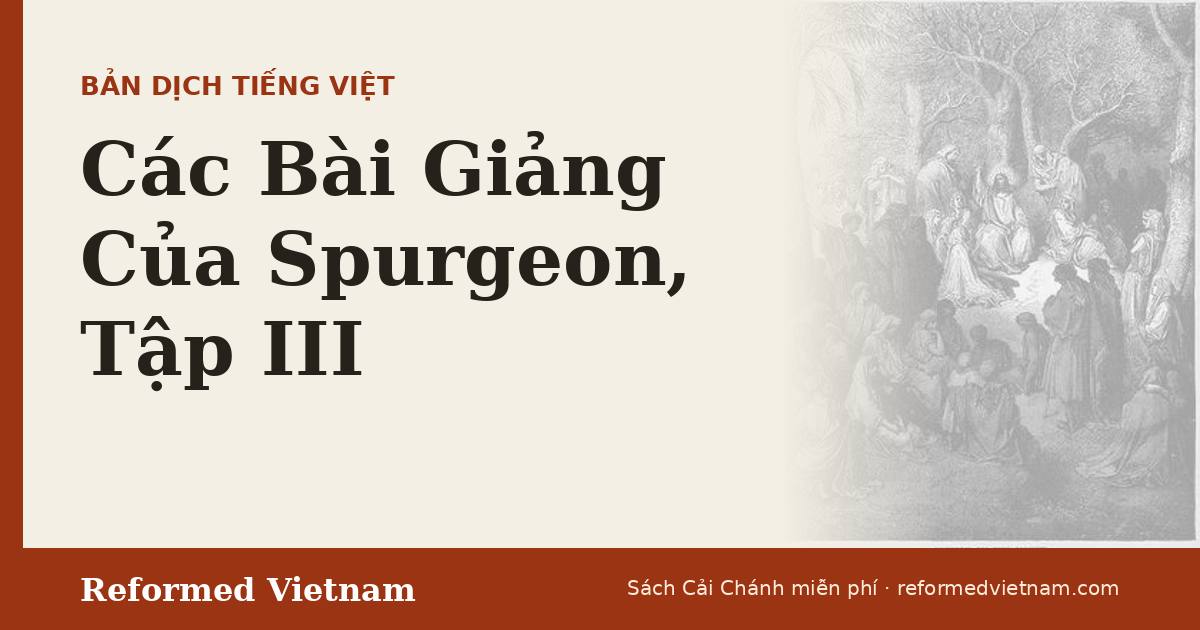 BẢN DỊCH TIẾNG VIỆT
Các Bài Giảng
Của Spurgeon,
Tập III
Reformed Vietnam
Sách Cải Chánh miễn phí · reformedvietnam.com